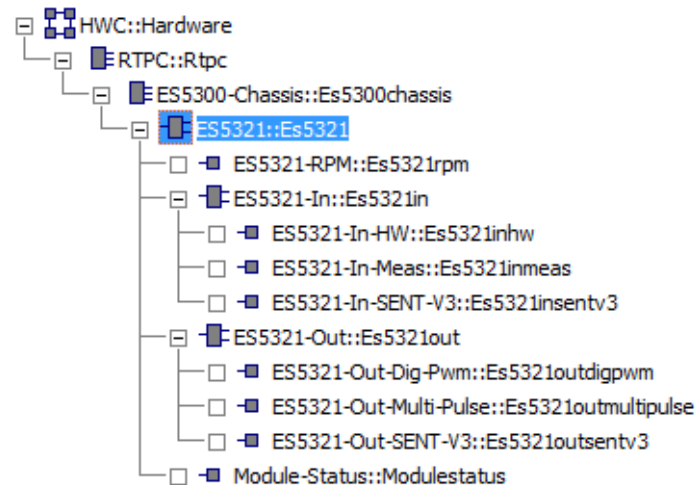 HWC::Hardware
RTPC::Rtpc
ES5300-Chassis::Es5300chassis
ES5321::Es5321
ES5321-RPM::Es5321rpm
ES5321-In::Es5321in
ES5321-In-HW::Es5321inhw
ES5321-In-Meas::Es5321inmeas
ES5321-In-SENT-V3::Es5321insentv3
ES5321-Out::Es5321out
ES5321-Out-Dig-Pwm::Es5321outdigpwm
ES5321-Out-Multi-Pulse::Es5321outmultipulse
ES5321-Out-SENT-V3::Es5321outsentv3
Module-Status::Modulestatus